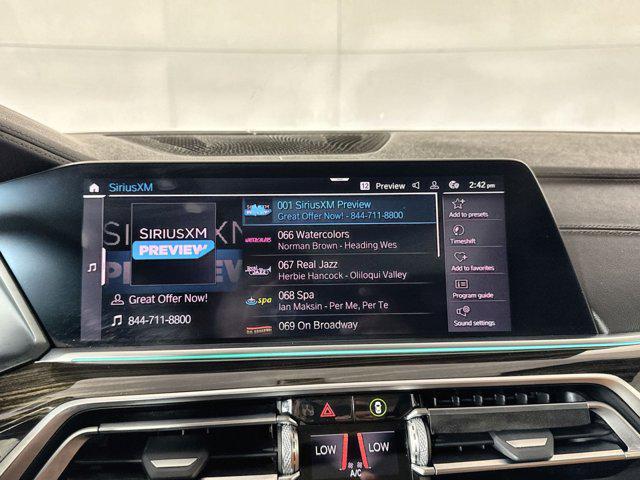 SiriusXM
12 Preview 2:42 pm
SIRIUSXM
PREVIEW
Great Offer Now!
844-711-8800
001 SiriusXM Preview
Great Offer Now! - 844-711-8800
WATERCOLORS
066 Watercolors
Norman Brown - Heading Wes
067 Real Jazz
Herbie Hancock - Oliloqui Valley
spa
068 Spa
Ian Maksin - Per Me, Per Te
069 On Broadway
Add to presets
Timeshift
Add to favorites
Program guide
Sound settings
LOW LOW
A/C